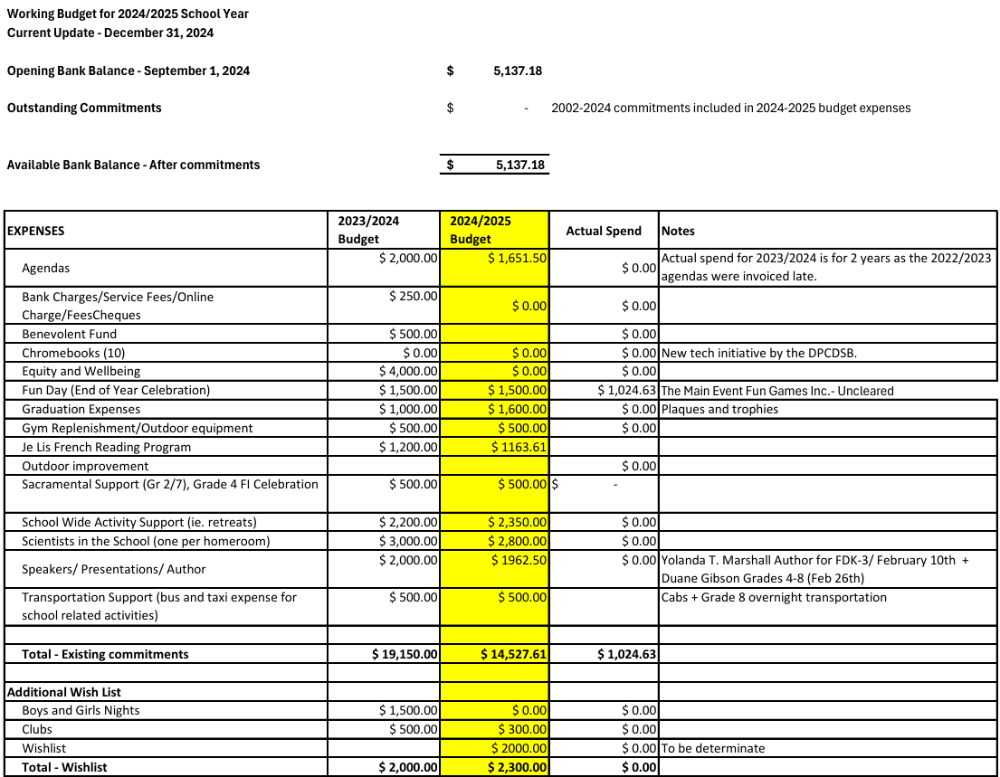 Working Budget for 2024/2025 School Year
Current Update - December 31, 2024
Opening Bank Balance - September 1, 2024 $ 5,137.18
Outstanding Commitments $ - 2002-2024 commitments included in 2024-2025 budget expenses
Available Bank Balance - After commitments $ 5,137.18
EXPENSES 2023/2024 Budget 2024/2025 Budget Actual Spend Notes
Agendas $ 2,000.00 $ 1,651.50 $ 0.00 Actual spend for 2023/2024 is for 2 years as the 2022/2023 agendas were invoiced late.
Bank Charges/Service Fees/Online Charge/FeesCheques $ 250.00 $ 0.00 $ 0.00
Benevolent Fund $ 500.00 $ 0.00
Chromebooks (10) $ 0.00 $ 0.00 $ 0.00 New tech initiative by the DPCDSB.
Equity and Wellbeing $ 4,000.00 $ 0.00 $ 0.00
Fun Day (End of Year Celebration) $ 1,500.00 $ 1,500.00 $ 1,024.63 The Main Event Fun Games Inc.- Uncleared
Graduation Expenses $ 1,000.00 $ 1,600.00 $ 0.00 Plaques and trophies
Gym Replenishment/Outdoor equipment $ 500.00 $ 500.00 $ 0.00
Je Lis French Reading Program $ 1,200.00 $ 1163.61
Outdoor improvement $ 0.00
Sacramental Support (Gr 2/7), Grade 4 FI Celebration $ 500.00 $ 500.00 $ -
School Wide Activity Support (ie. retreats) $ 2,200.00 $ 2,350.00 $ 0.00
Scientists in the School (one per homeroom) $ 3,000.00 $ 2,800.00 $ 0.00
Speakers/ Presentations/ Author $ 2,000.00 $ 1962.50 $ 0.00 Yolanda T. Marshall Author for FDK-3/ February 10th + Duane Gibson Grades 4-8 (Feb 26th)
Transportation Support (bus and taxi expense for school related activities) $ 500.00 $ 500.00 Cabs + Grade 8 overnight transportation
Total - Existing commitments $ 19,150.00 $ 14,527.61 $ 1,024.63
Additional Wish List
Boys and Girls Nights $ 1,500.00 $ 0.00 $ 0.00
Clubs $ 500.00 $ 300.00 $ 0.00
Wishlist $ 2000.00 $ 0.00 To be determinate
Total - Wishlist $ 2,000.00 $ 2,300.00 $ 0.00